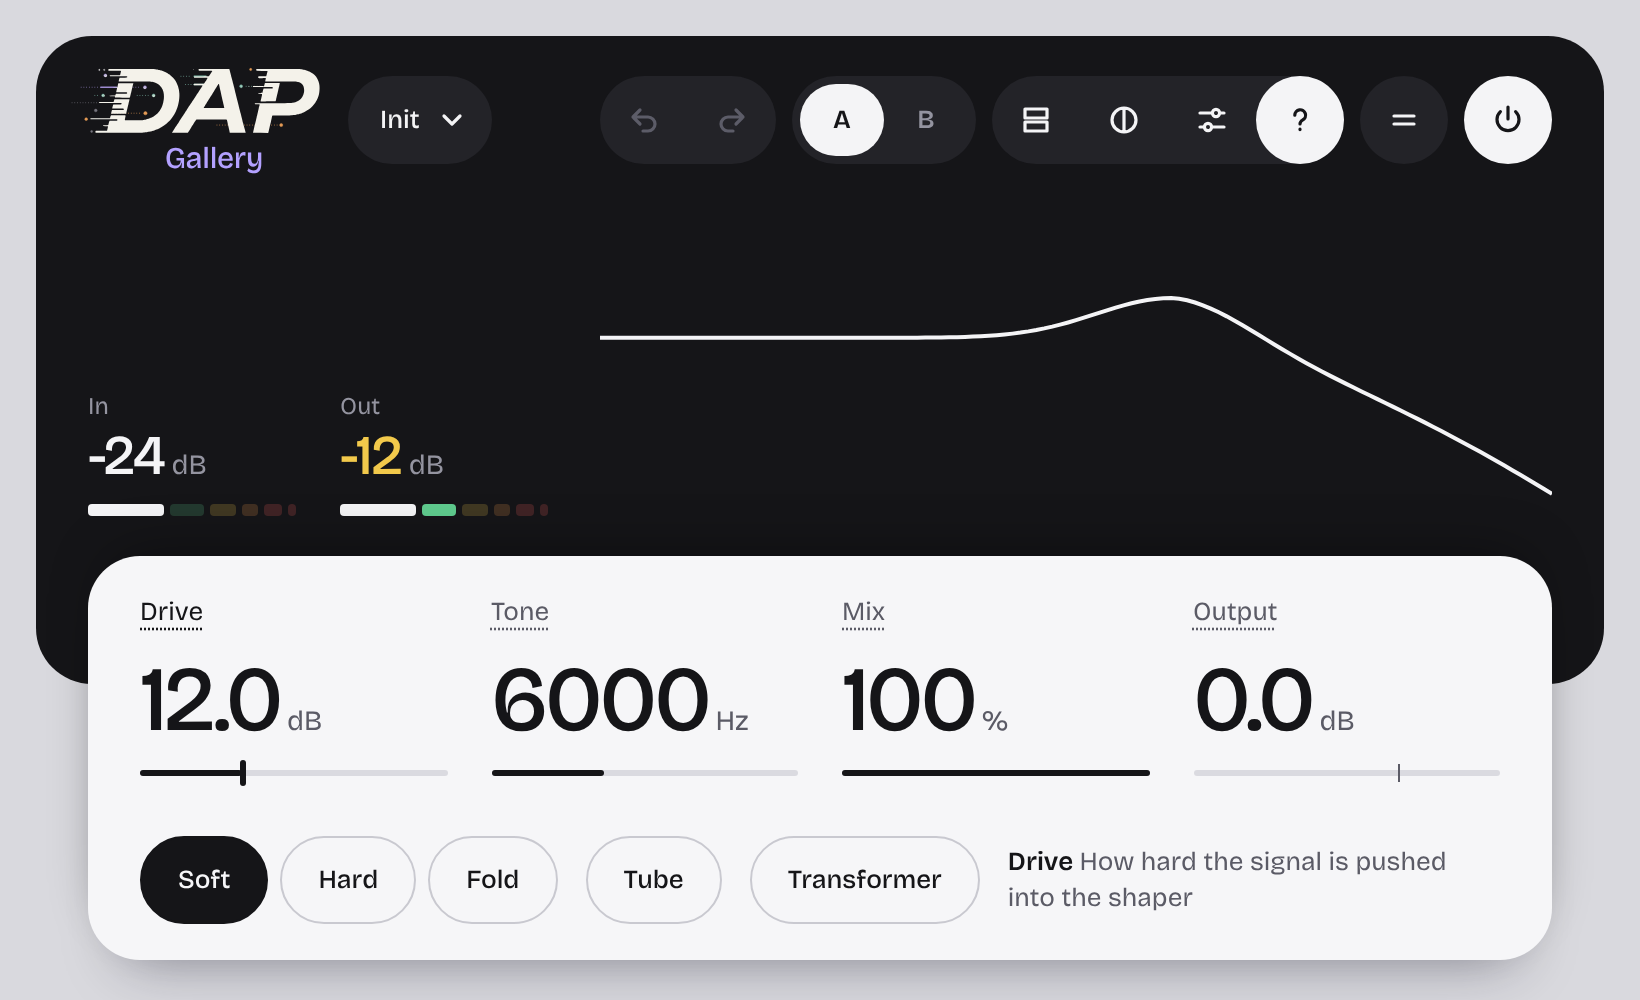 DAP
Gallery
Init
A
B
?
In
-24 dB
Out
-12 dB
Drive
12.0 dB
Tone
6000 Hz
Mix
100 %
Output
0.0 dB
Soft
Hard
Fold
Tube
Transformer
Drive How hard the signal is pushed
into the shaper